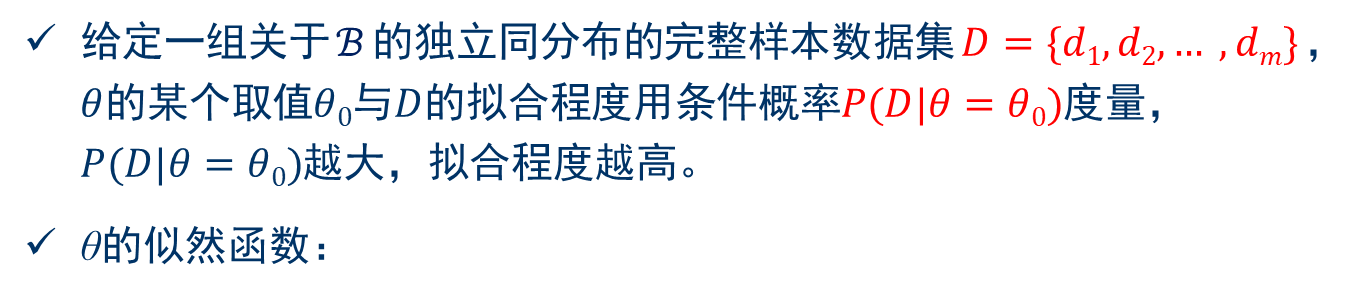 ✓ 给定一组关于 ℬ 的独立同分布的完整样本数据集 D = {d₁, d₂, … , dₘ} ，
θ的某个取值θ₀与D的拟合程度用条件概率P(D|θ = θ₀)度量，
P(D|θ = θ₀)越大，拟合程度越高。
✓ θ的似然函数：